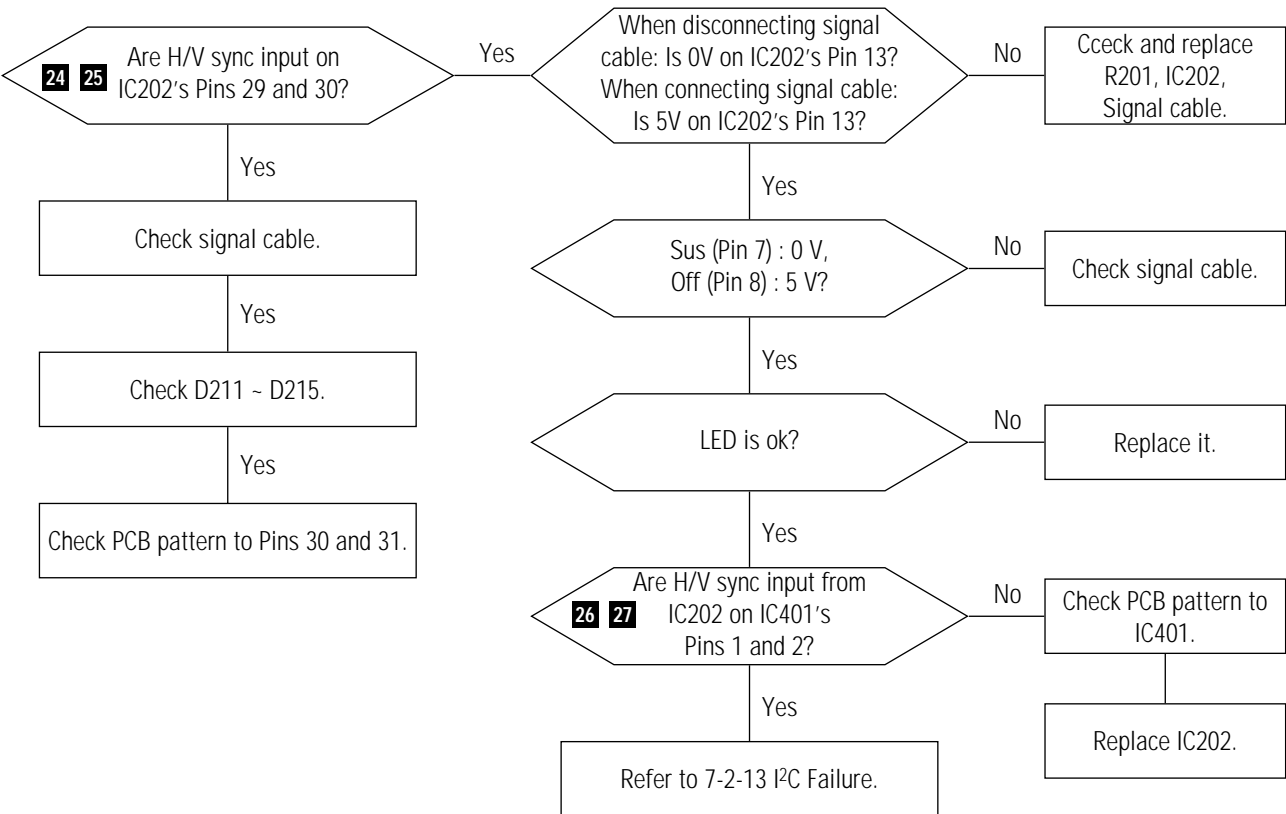 24 25
Are H/V sync input on
IC202's Pins 29 and 30?
Yes
When disconnecting signal
cable: Is 0V on IC202's Pin 13?
When connecting signal cable:
Is 5V on IC202's Pin 13?
No
Cceck and replace
R201, IC202,
Signal cable.
Yes
Check signal cable.
Yes
Check D211 ~ D215.
Yes
Check PCB pattern to Pins 30 and 31.
Yes
Sus (Pin 7) : 0 V,
Off (Pin 8) : 5 V?
No
Check signal cable.
Yes
LED is ok?
No
Replace it.
Yes
26 27
Are H/V sync input from
IC202 on IC401's
Pins 1 and 2?
No
Check PCB pattern to
IC401.
Replace IC202.
Yes
Refer to 7-2-13 I²C Failure.